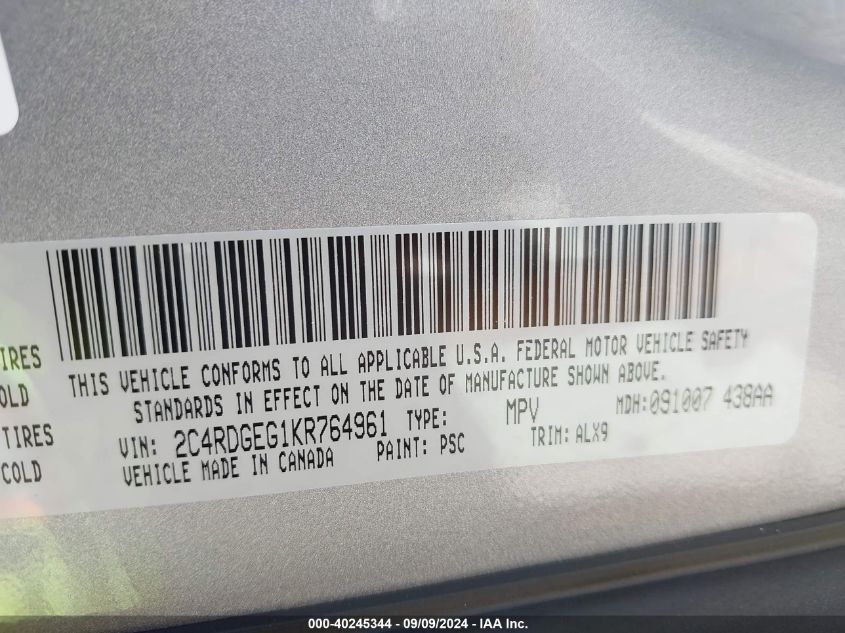 THIS VEHICLE CONFORMS TO ALL APPLICABLE U.S.A. FEDERAL MOTOR VEHICLE SAFETY
STANDARDS IN EFFECT ON THE DATE OF MANUFACTURE SHOWN ABOVE.
VIN: 2C4RDGEG1KR764961 TYPE: MPV MDH:091007 438AA
VEHICLE MADE IN CANADA PAINT: PSC TRIM: ALX9
IRES
OLD
TIRES
COLD
000-40245344 - 09/09/2024 - IAA Inc.